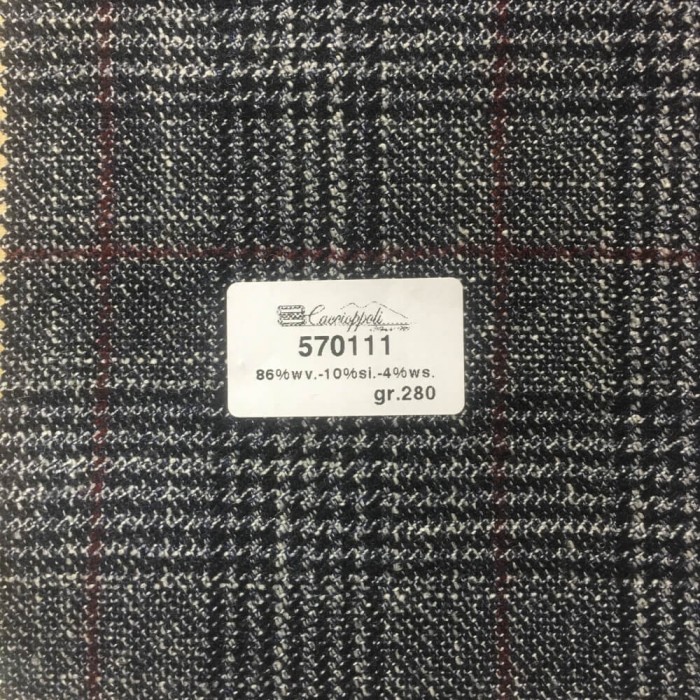 Caccioppoli
570111
86%wv.-10%si.-4%ws.
gr.280